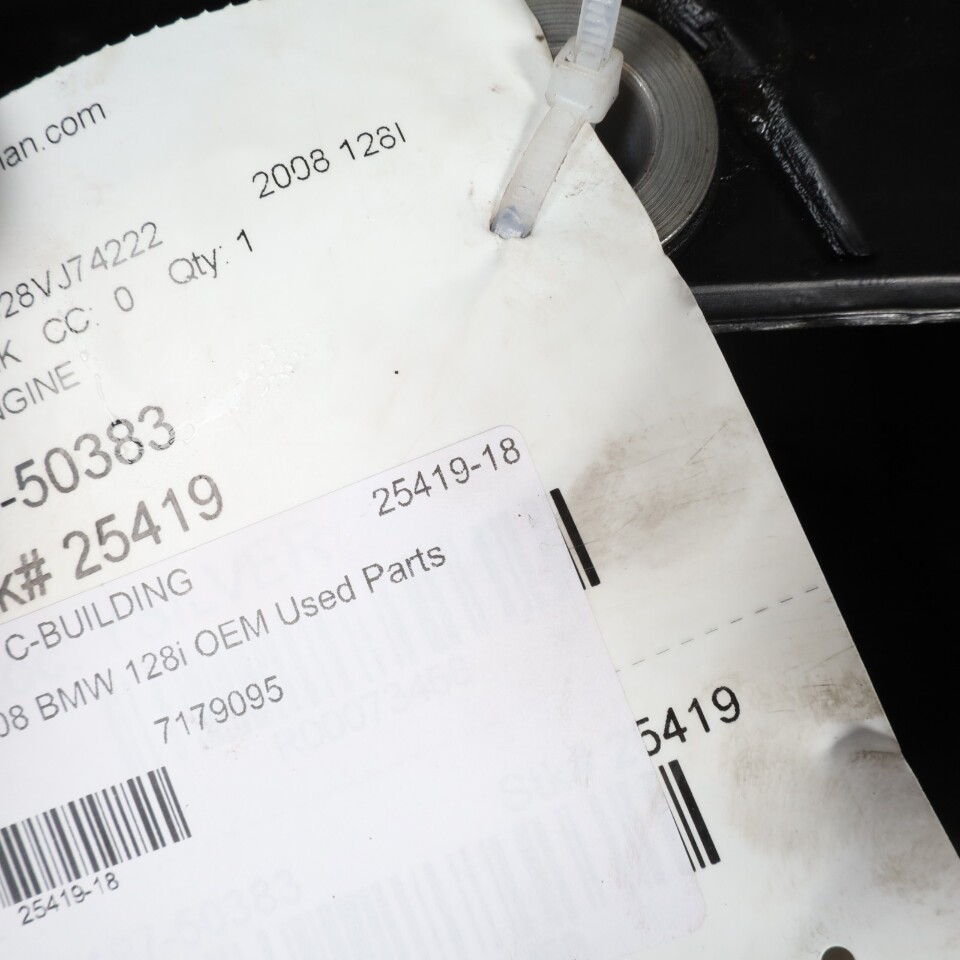 lan.com
2008 128I
28VJ74222
K CC: 0 Qty: 1
NGINE
-50383
k# 25419
25419-18
C-BUILDING
08 BMW 128i OEM Used Parts
7179095
25419-18
5419